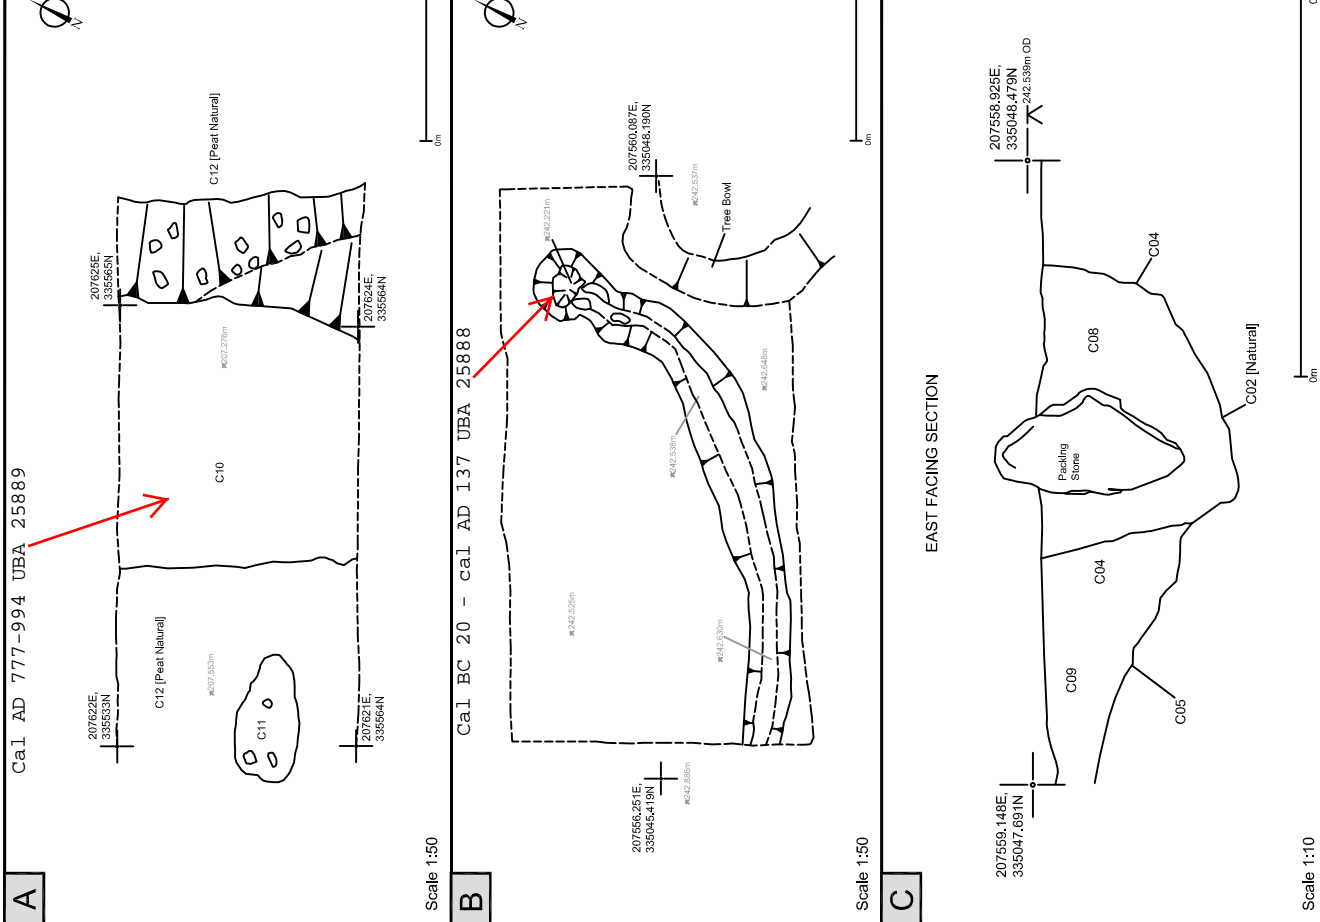 A
Cal AD 777-994 UBA 25889
N
207622E,
335533N
C12 [Peat Natural]
207.553m
C11
207621E,
335564N
C10
207625E,
335565N
207.276m
207624E,
335564N
C12 [Peat Natural]
0m
Scale 1:50
B
Cal BC 20 - cal AD 137 UBA 25888
N
242.221m
207560.087E,
335048.190N
242.537m
Tree Bowl
242.648m
242.538m
242.525m
242.630m
207556.251E,
335045.419N
242.886m
0m
Scale 1:50
C
EAST FACING SECTION
207559.148E,
335047.691N
207558.925E,
335048.479N
242.539m OD
C04
C08
Packing
Stone
C02 [Natural]
C04
C09
C05
0m
Scale 1:10